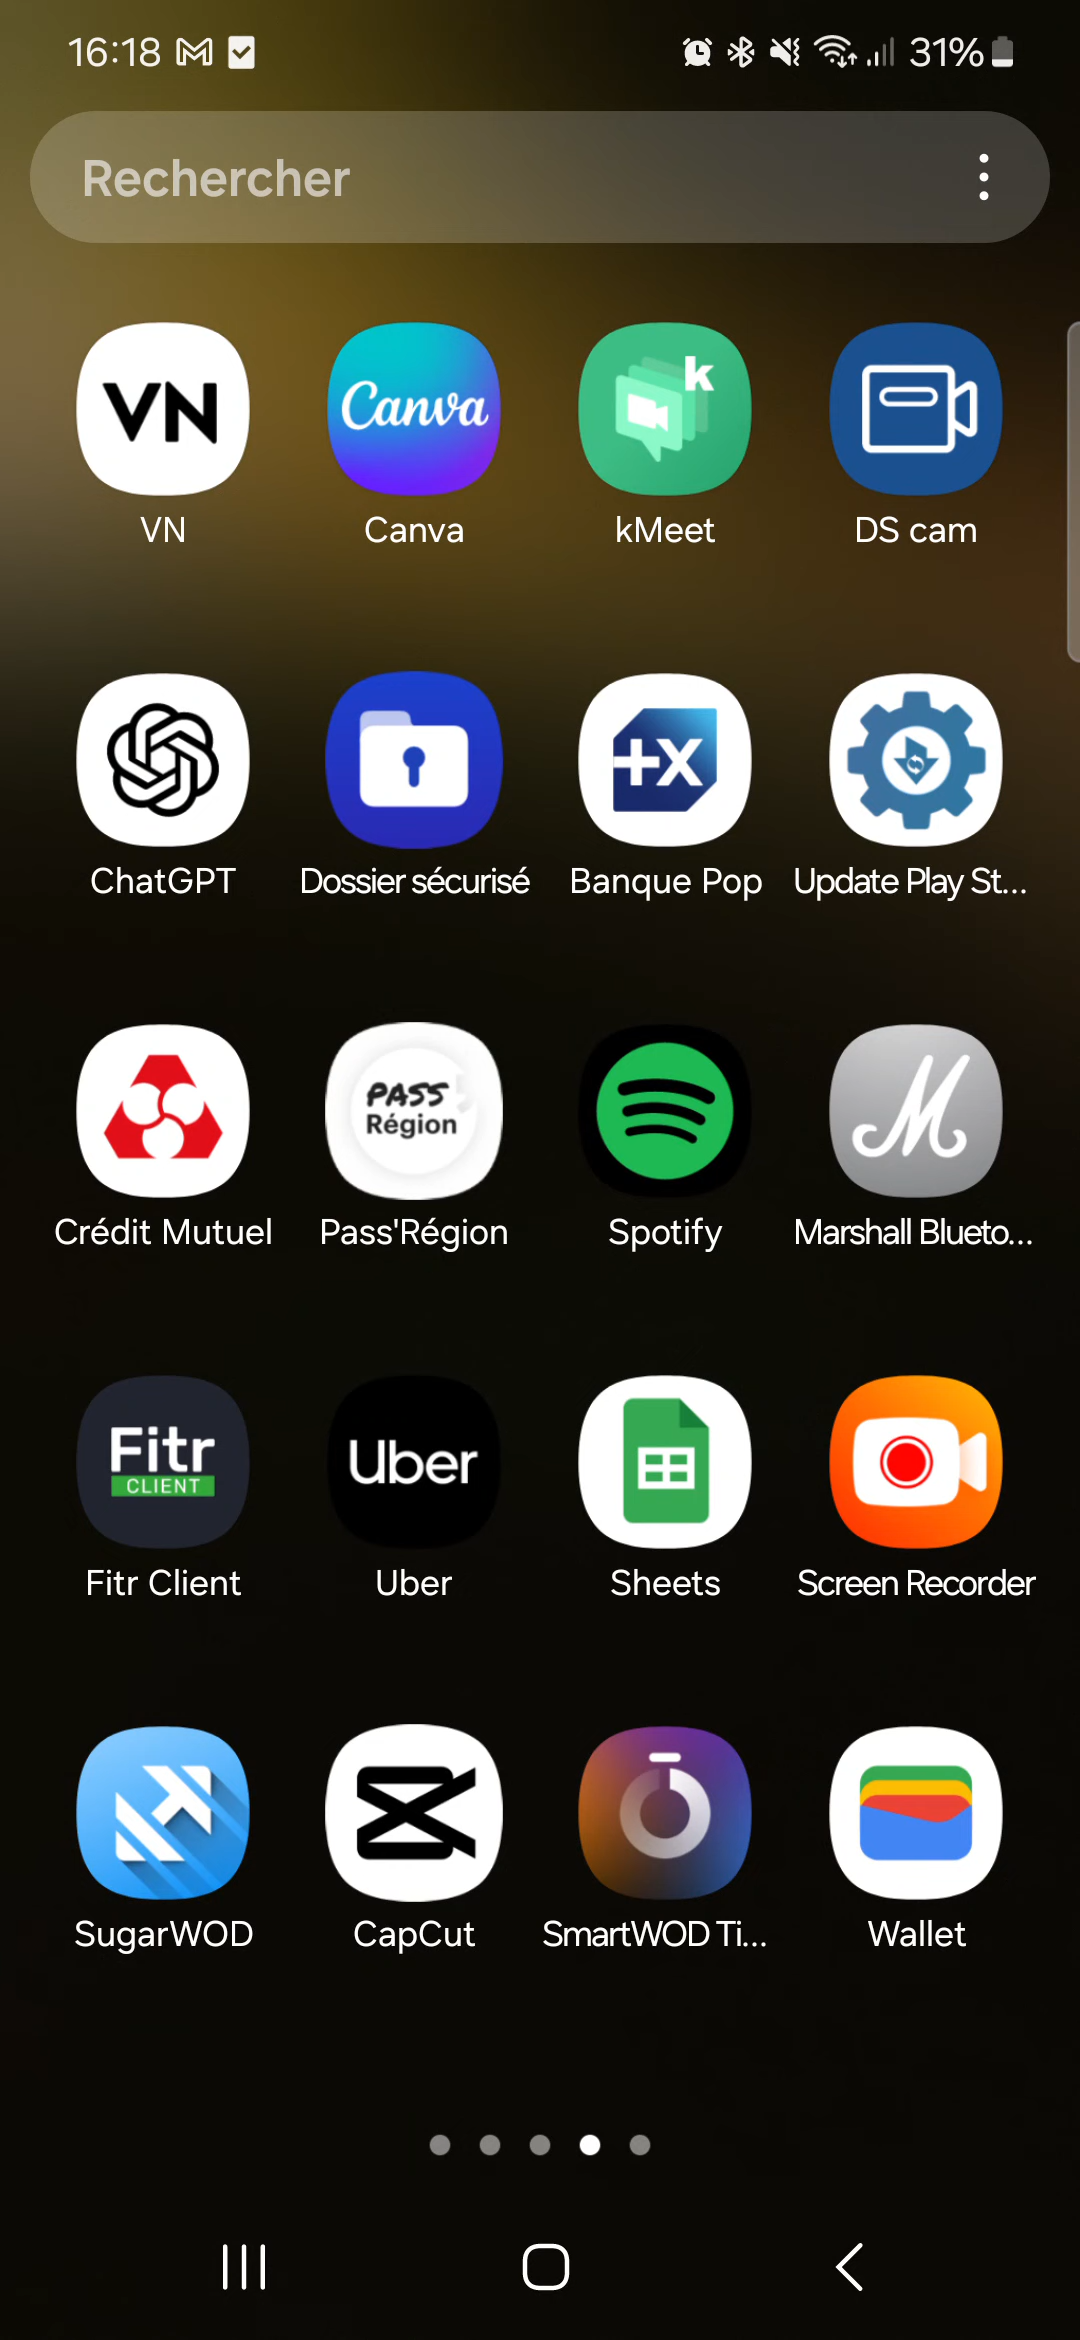 16:18 31%
Rechercher
VN Canva k
VN Canva kMeet DS cam
+X
ChatGPT Dossier sécurisé Banque Pop Update Play St...
PASS
Région M
Crédit Mutuel Pass'Région Spotify Marshall Blueto...
Fitr Uber
CLIENT
Fitr Client Uber Sheets Screen Recorder
SugarWOD CapCut SmartWOD Ti... Wallet